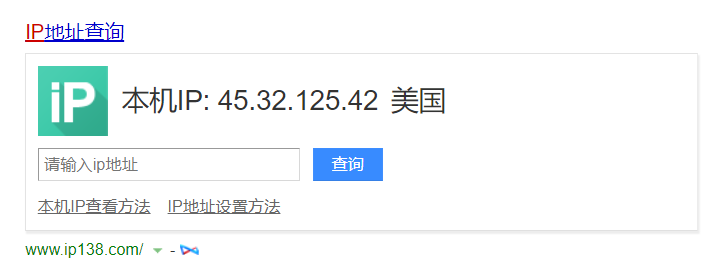 IP地址查询
iP
本机IP: 45.32.125.42 美国
请输入ip地址
查询
本机IP查看方法 IP地址设置方法
www.ip138.com/ -